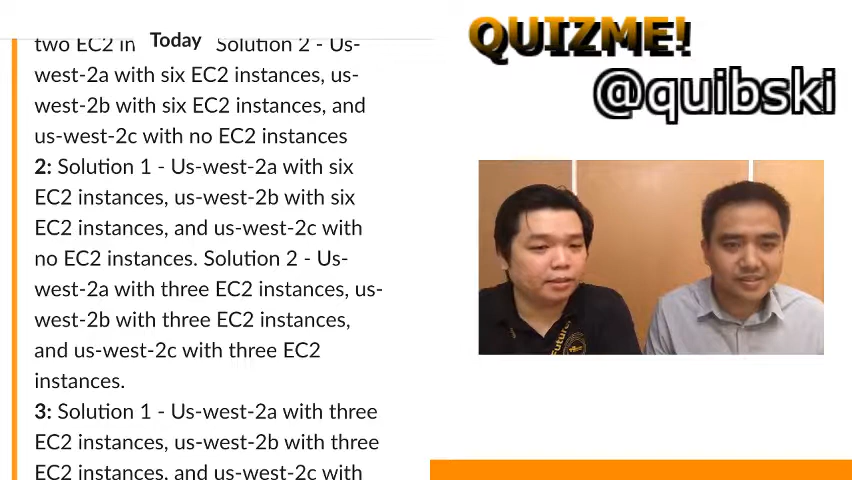 two EC2 in
Today
Solution 2 - Us-
west-2a with six EC2 instances, us-
west-2b with six EC2 instances, and
us-west-2c with no EC2 instances
2: Solution 1 - Us-west-2a with six
EC2 instances, us-west-2b with six
EC2 instances, and us-west-2c with
no EC2 instances. Solution 2 - Us-
west-2a with three EC2 instances, us-
west-2b with three EC2 instances,
and us-west-2c with three EC2
instances.
3: Solution 1 - Us-west-2a with three
EC2 instances, us-west-2b with three
EC2 instances, and us-west-2c with
QUIZME!
@quibski
Future